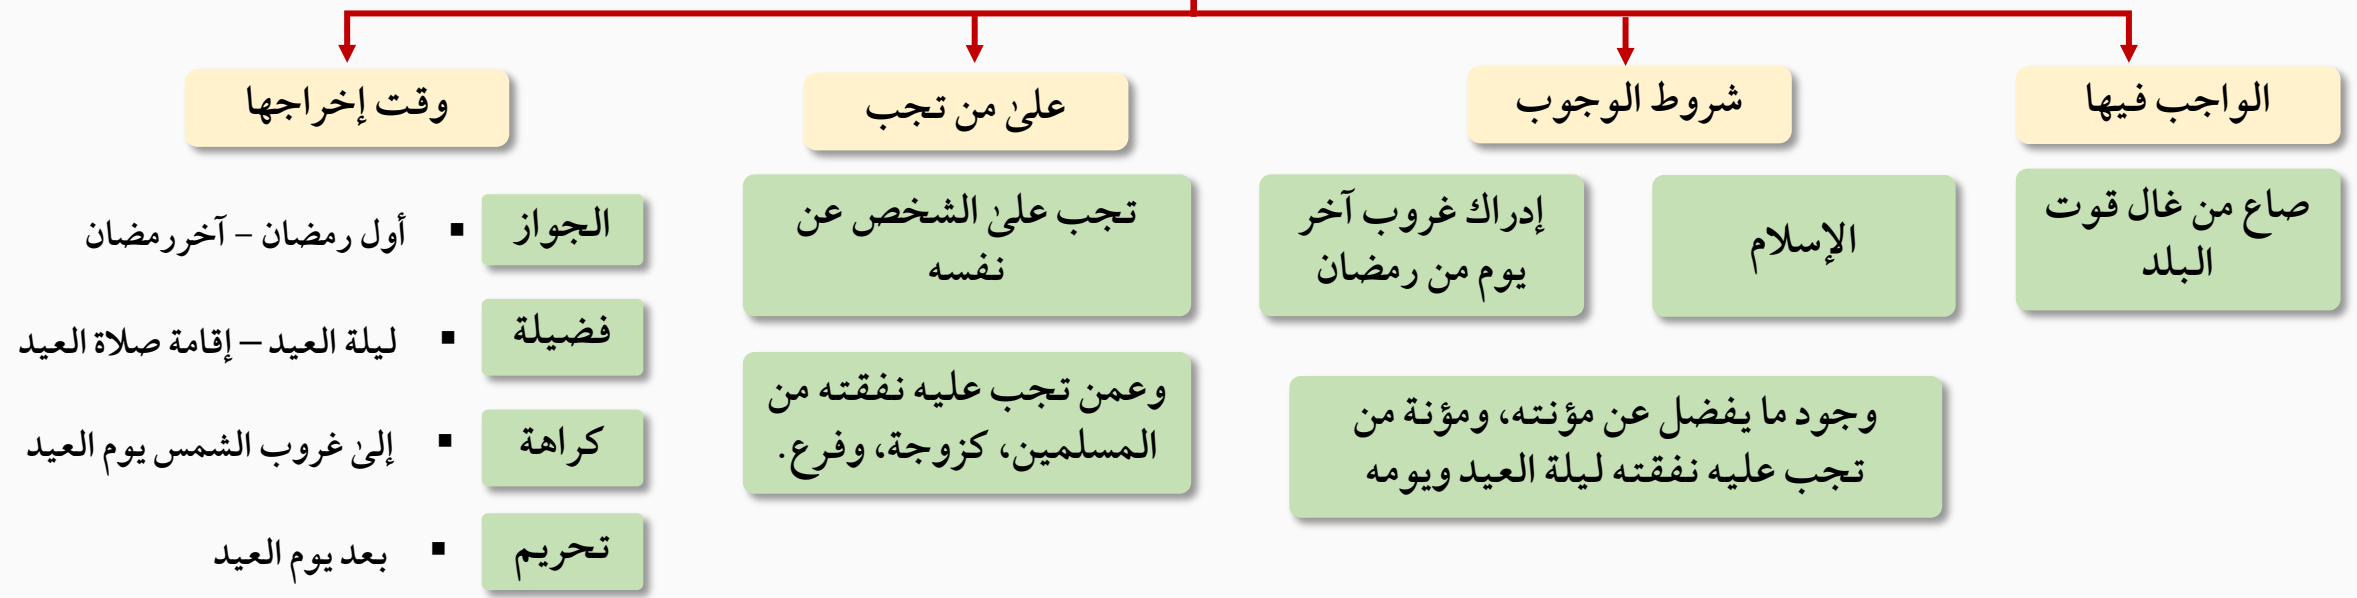 الواجب فيها
صاع من غال قوت
البلد
شروط الوجوب
الإسلام
إدراك غروب آخر
يوم من رمضان
وجود ما يفضل عن مؤنته، ومؤنة من
تجب عليه نفقته ليلة العيد ويومه
علىٰ من تجب
تجب علىٰ الشخص عن
نفسه
وعمن تجب عليه نفقته من
المسلمين، كزوجة، وفرع.
وقت إخراجها
الجواز ▪ أول رمضان – آخر رمضان
فضيلة ▪ ليلة العيد – إقامة صلاة العيد
كراهة ▪ إلىٰ غروب الشمس يوم العيد
تحريم ▪ بعد يوم العيد